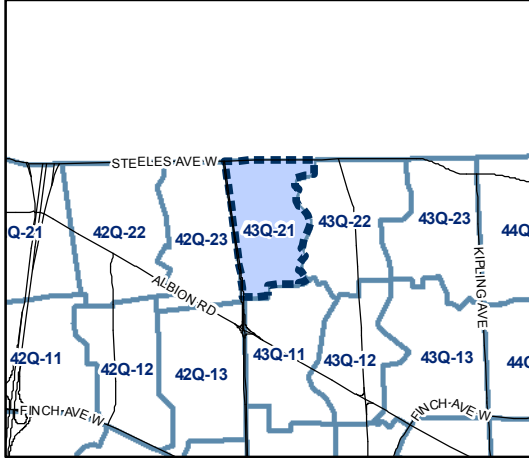 STEELES AVE W
Q-21
42Q-22
42Q-23
43Q-21
43Q-22
43Q-23
44Q
KIPLING AVE
ALBION RD
42Q-11
42Q-12
42Q-13
43Q-11
43Q-12
43Q-13
44Q
FINCH AVE W
FINCH AVE W